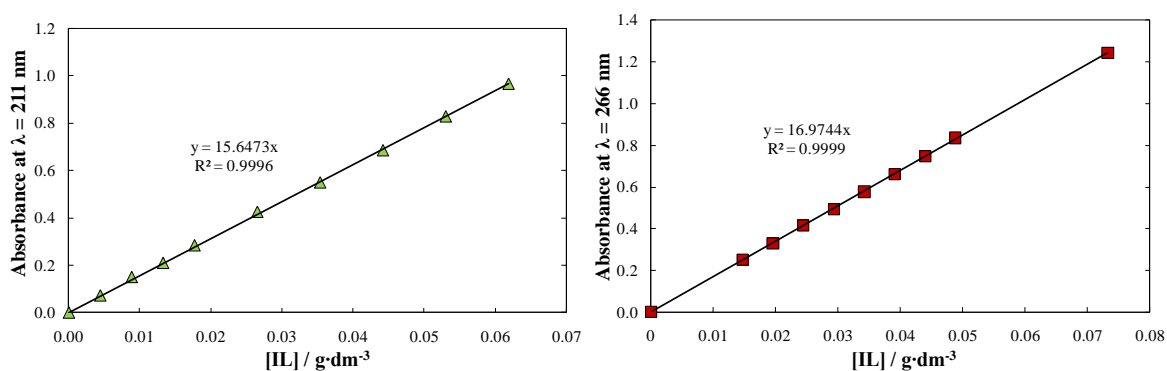 Absorbance at λ = 211 nm
1.2
1.0
0.8
0.6
0.4
0.2
0.0
y = 15.6473x
R² = 0.9996
0.00 0.01 0.02 0.03 0.04 0.05 0.06 0.07
[IL] / g·dm-3
Absorbance at λ = 266 nm
1.4
1.2
1.0
0.8
0.6
0.4
0.2
0.0
y = 16.9744x
R² = 0.9999
0 0.01 0.02 0.03 0.04 0.05 0.06 0.07 0.08
[IL] / g·dm-3